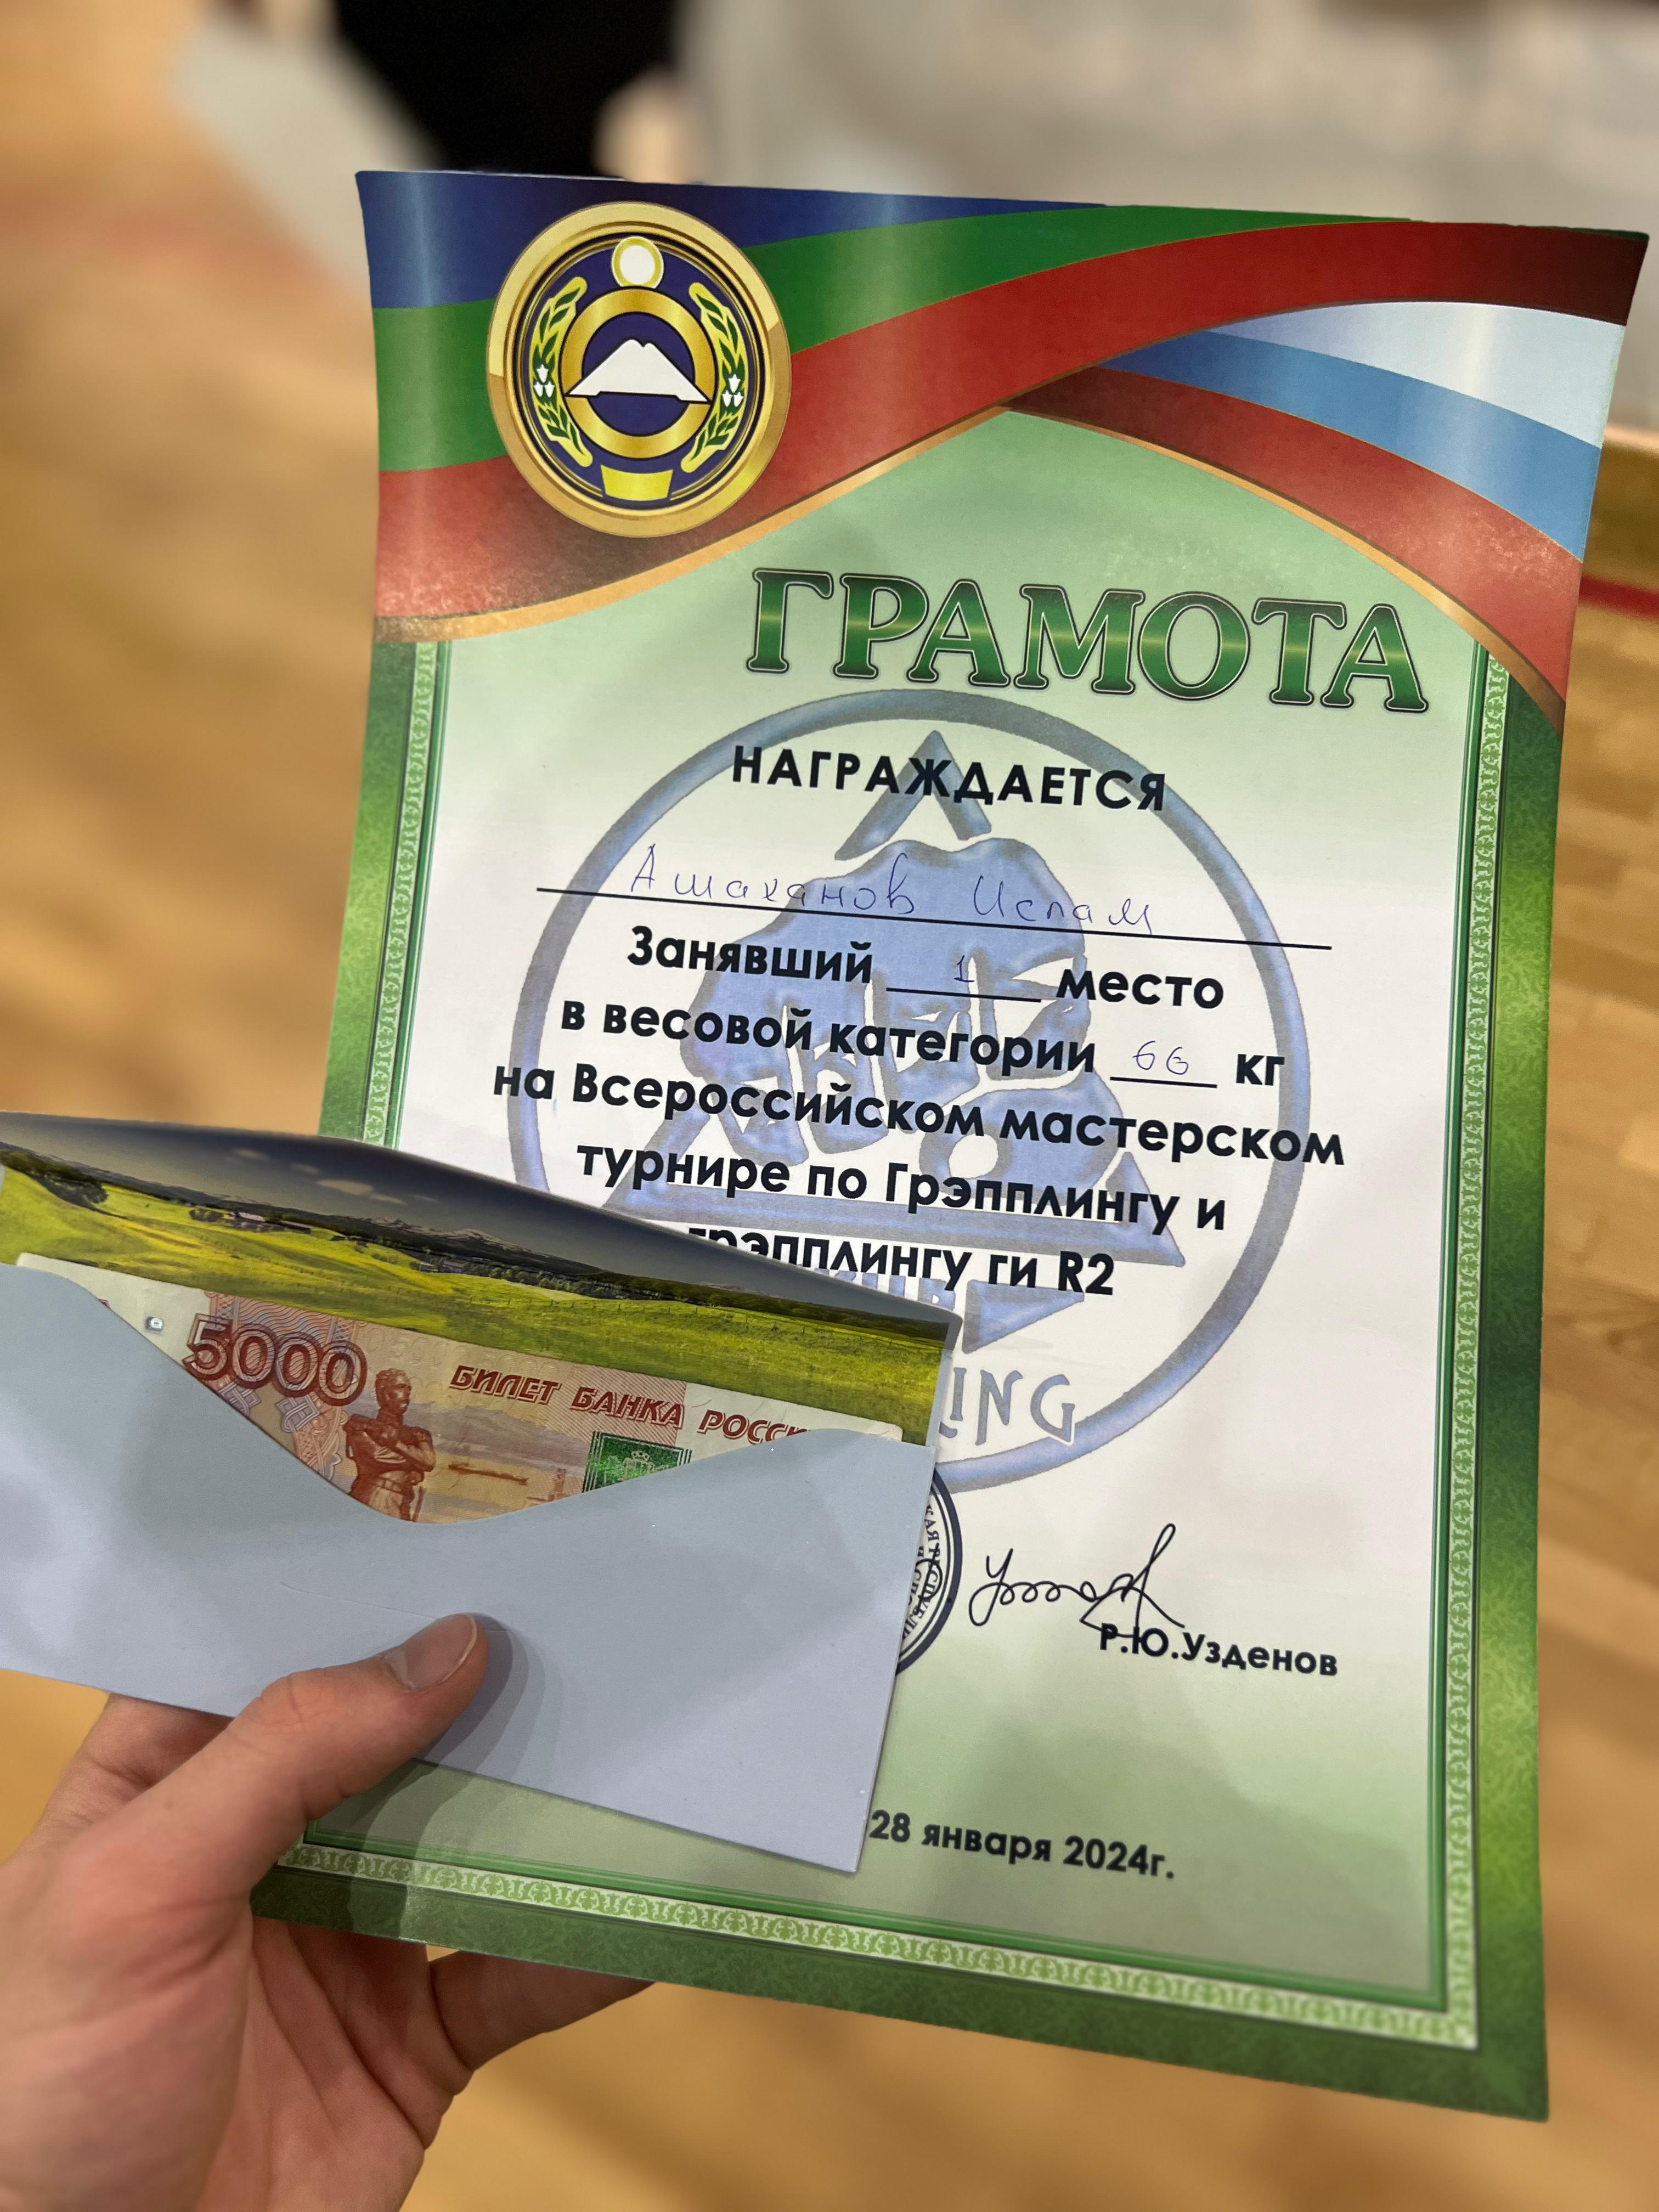 ГРАМОТА
НАГРАЖДАЕТСЯ
Ашаханов Ислам
Занявший 1 место
в весовой категории 66 кг
на Всероссийском мастерском
турнире по Грэпплингу и
грэпплингу ги R2
5000
БИЛЕТ БАНКА РОССИ
Р.Ю.Узденов
28 января 2024г.